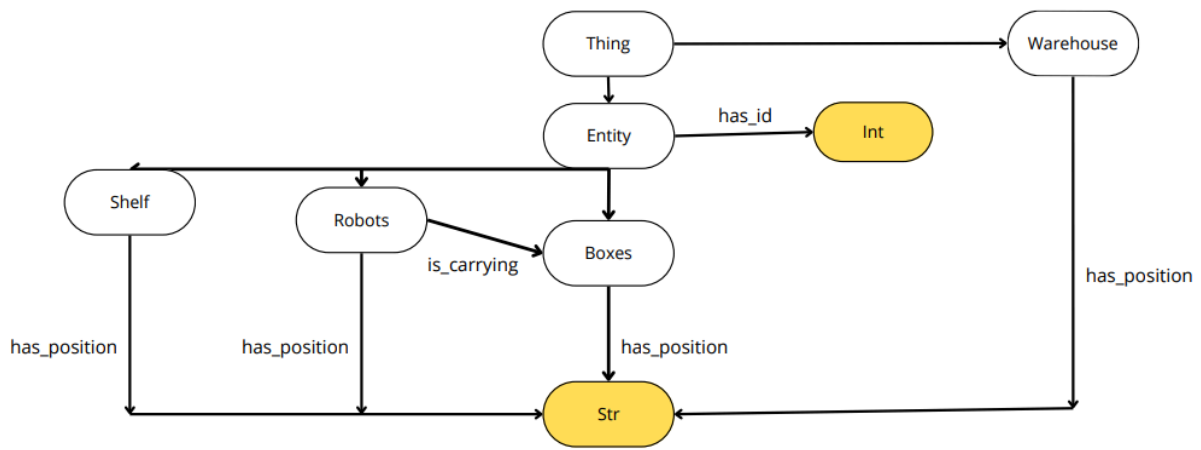 Thing
Warehouse
has_id
Int
Entity
Shelf
Robots
is_carrying
Boxes
has_position
has_position
has_position
has_position
Str